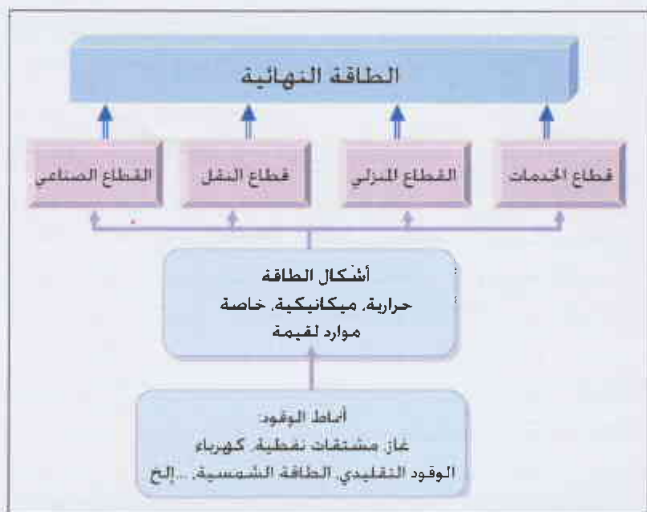 الطاقة النهائية
قطاع الخدمات
القطاع المنزلي
قطاع النقل
القطاع الصناعي
أشكال الطاقة
حرارية، ميكانيكية، خاصة
موارد لقيمة
أنماط الوقود:
غاز، مشتقات نفطية، كهرباء
الوقود التقليدي، الطاقة الشمسية، ...إلخ